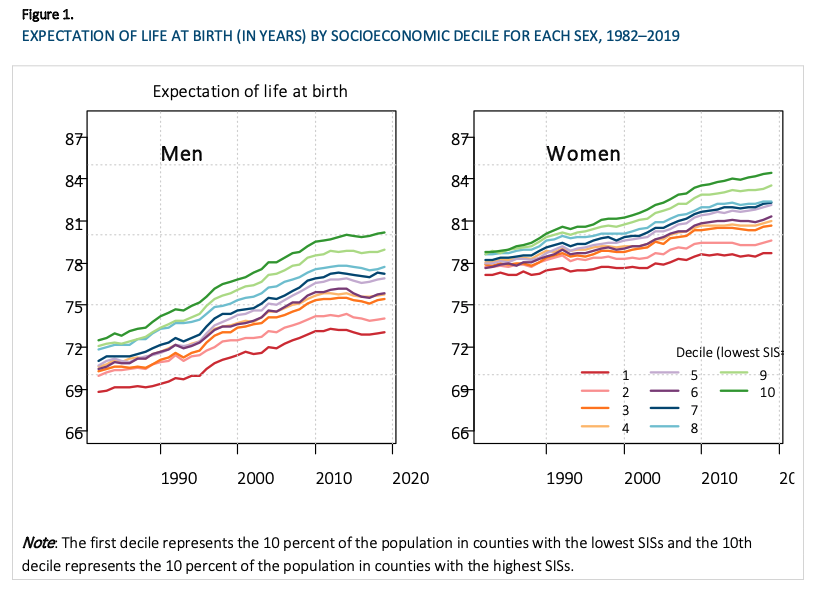 Figure 1.
EXPECTATION OF LIFE AT BIRTH (IN YEARS) BY SOCIOECONOMIC DECILE FOR EACH SEX, 1982–2019
Expectation of life at birth
Men
87
84
81
78
75
72
69
66
1990 2000 2010 2020
Women
87
84
81
78
75
72
69
66
Decile (lowest SIS=
1 5 9
2 6 10
3 7
4 8
1990 2000 2010 20
Note: The first decile represents the 10 percent of the population in counties with the lowest SISs and the 10th
decile represents the 10 percent of the population in counties with the highest SISs.